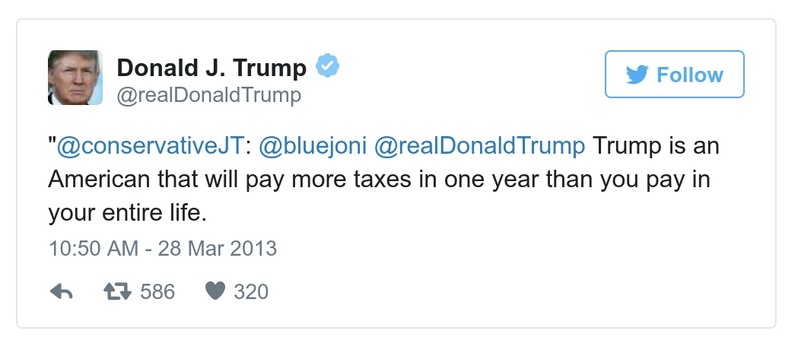 Donald J. Trump
@realDonaldTrump
Follow
"@conservativeJT: @bluejoni @realDonaldTrump Trump is an
American that will pay more taxes in one year than you pay in
your entire life.
10:50 AM - 28 Mar 2013
586 320